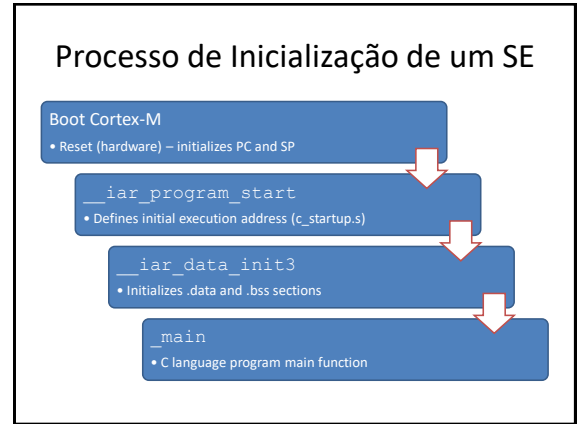 Processo de Inicialização de um SE
Boot Cortex-M
• Reset (hardware) – initializes PC and SP
__iar_program_start
• Defines initial execution address (c_startup.s)
__iar_data_init3
• Initializes .data and .bss sections
_main
• C language program main function